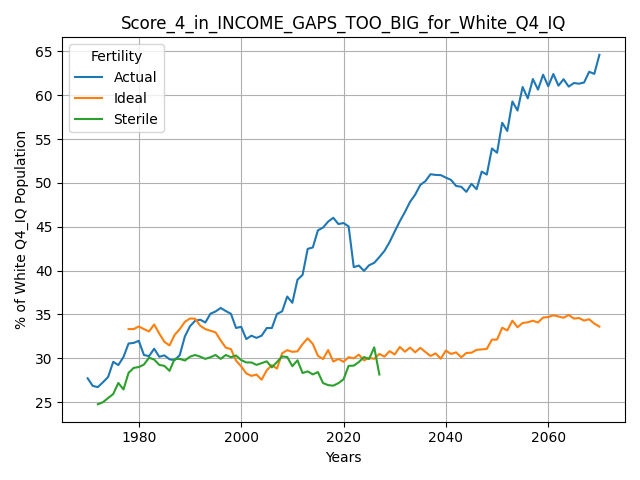 Score_4_in_INCOME_GAPS_TOO_BIG_for_White_Q4_IQ
% of White Q4_IQ Population
65
60
55
50
45
40
35
30
25
Fertility
Actual
Ideal
Sterile
1980
2000
2020
2040
2060
Years